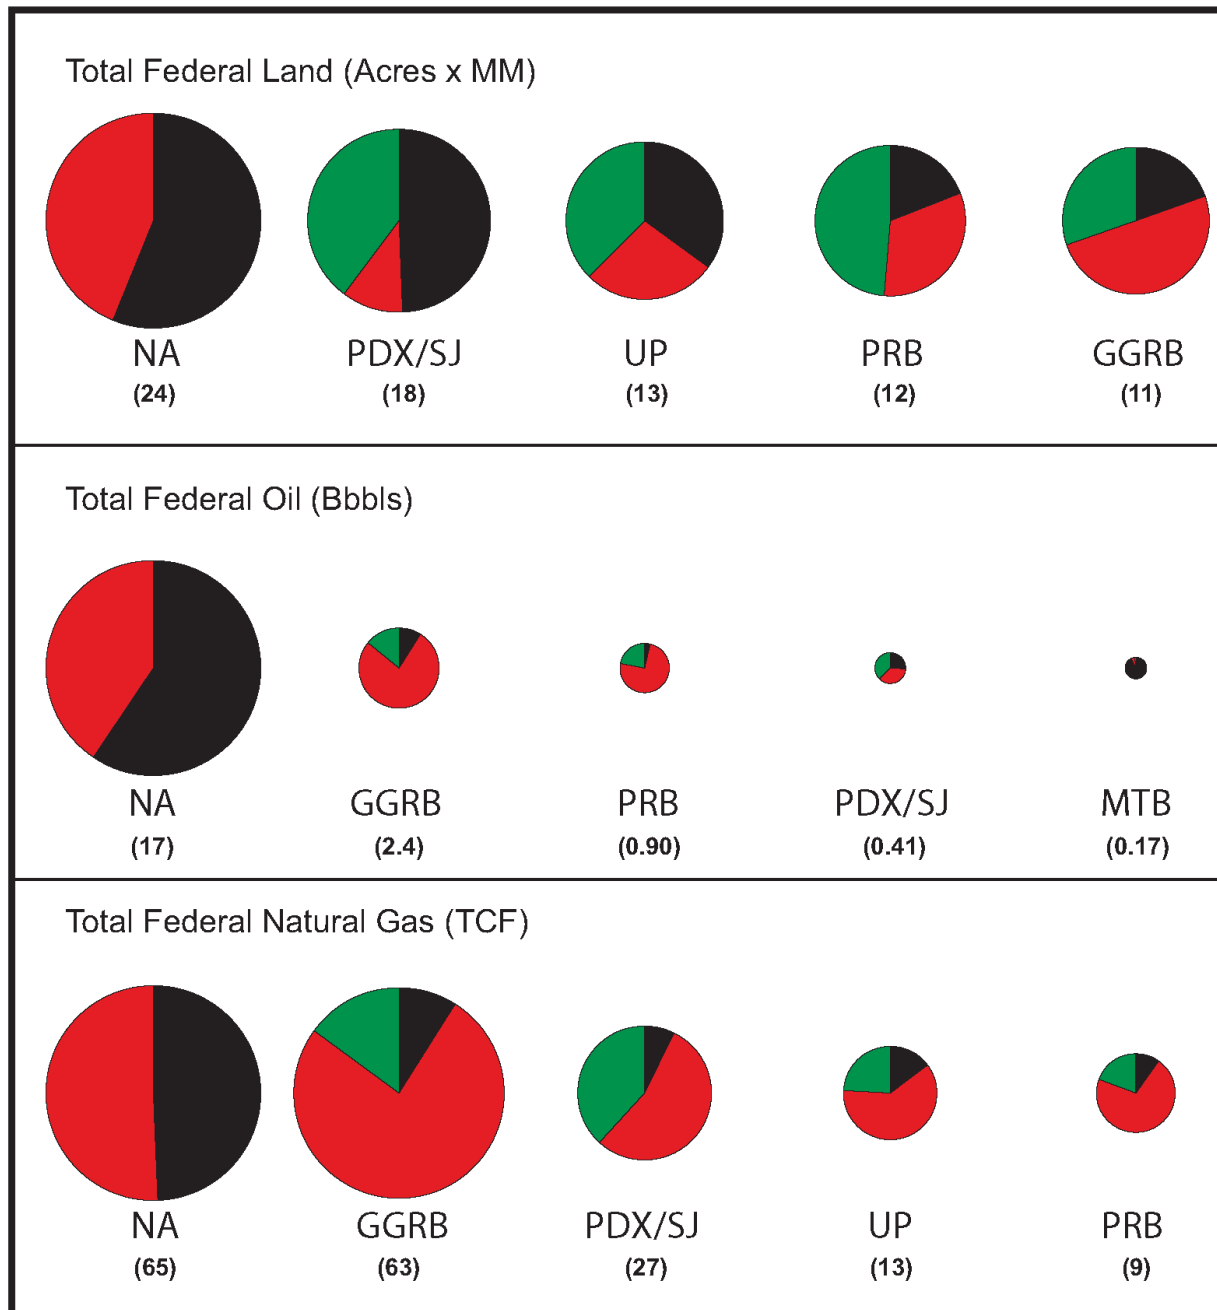 Total Federal Land (Acres x MM)
NA PDX/SJ UP PRB GGRB
(24) (18) (13) (12) (11)
Total Federal Oil (Bbbls)
NA GGRB PRB PDX/SJ MTB
(17) (2.4) (0.90) (0.41) (0.17)
Total Federal Natural Gas (TCF)
NA GGRB PDX/SJ UP PRB
(65) (63) (27) (13) (9)